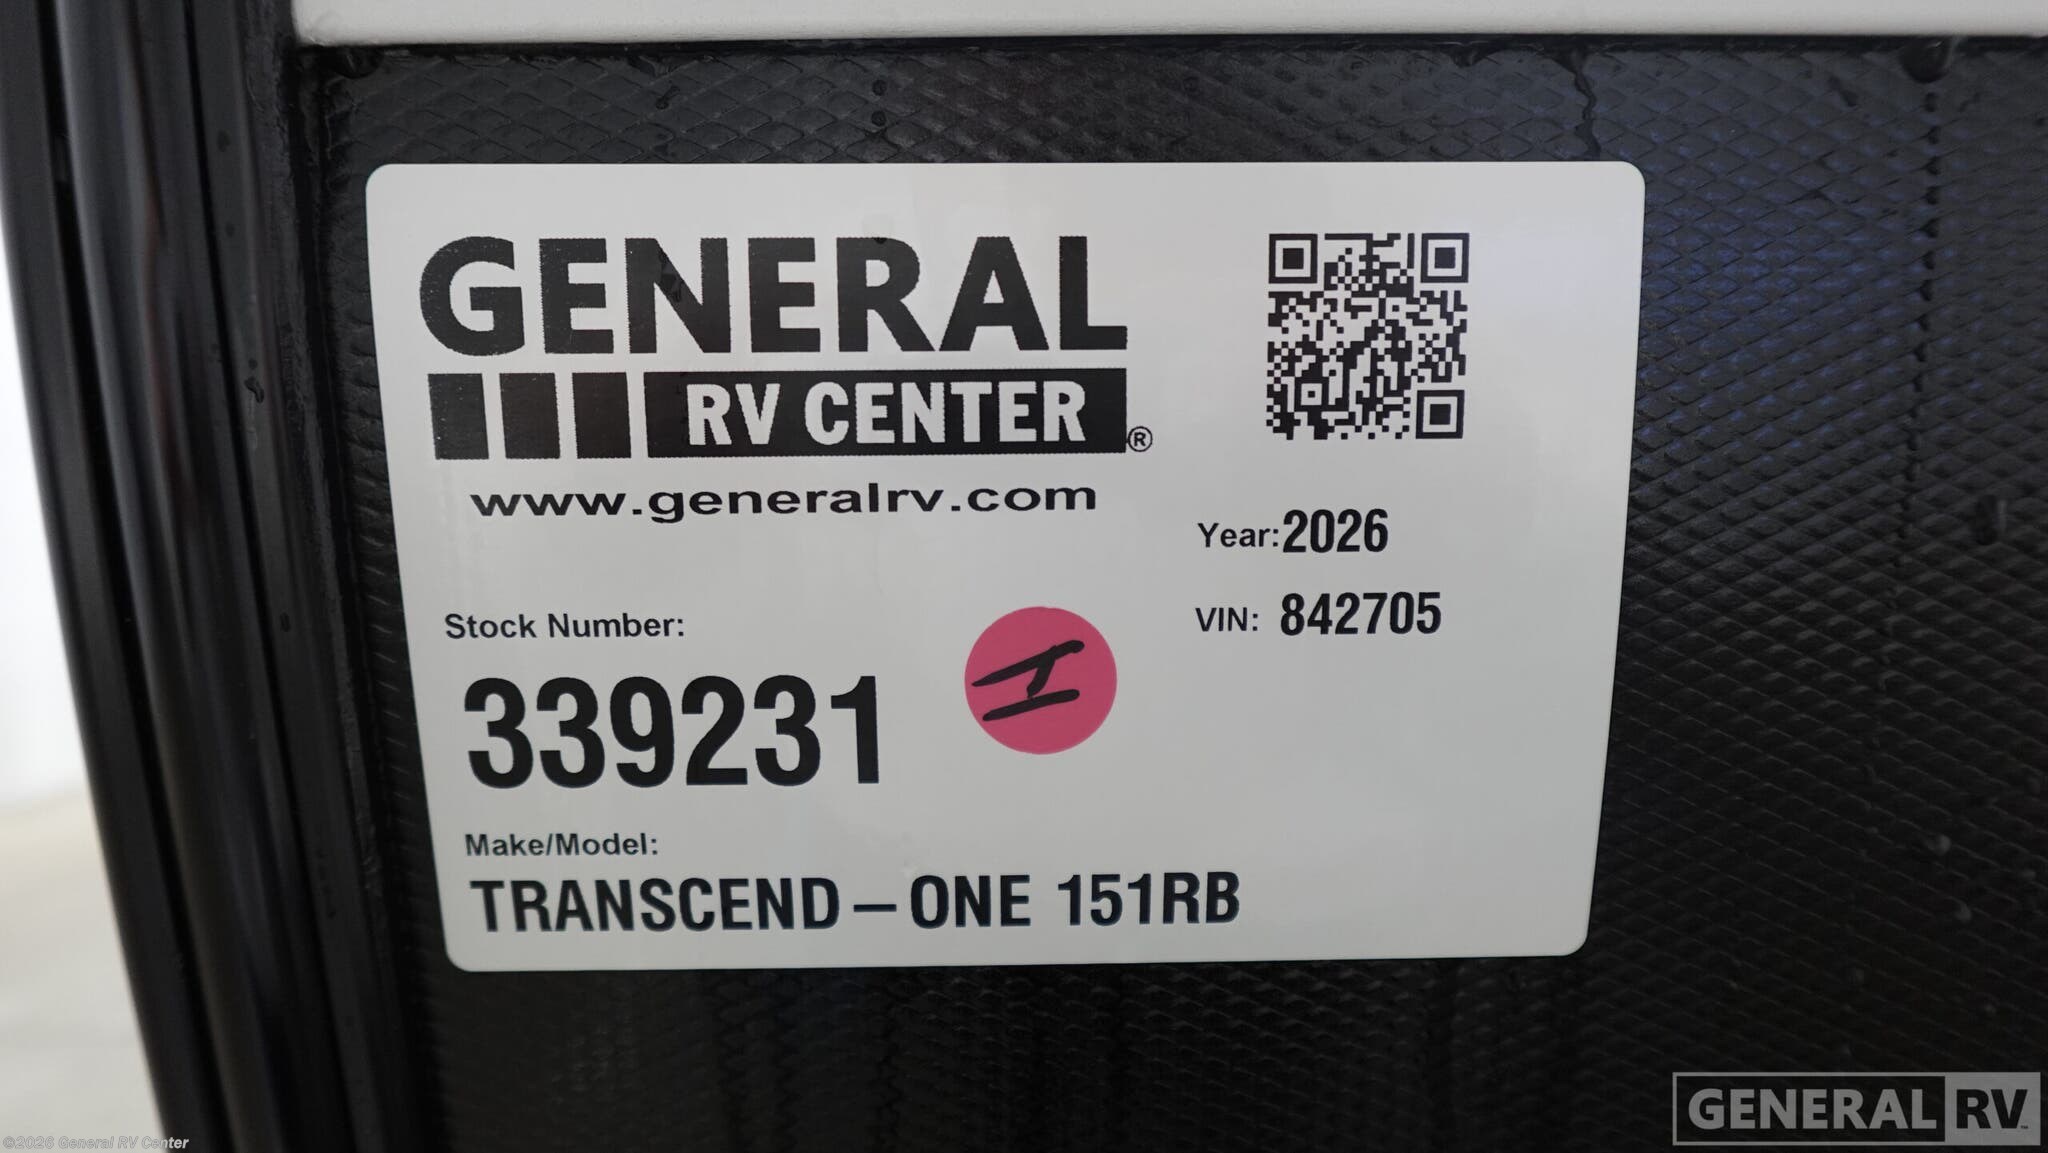 GENERAL
RV CENTER®
www.generalrv.com
Year: 2026
VIN: 842705
Stock Number:
339231
I
Make/Model:
TRANSCEND-ONE 151RB
©2026 General RV Center
GENERAL RV™